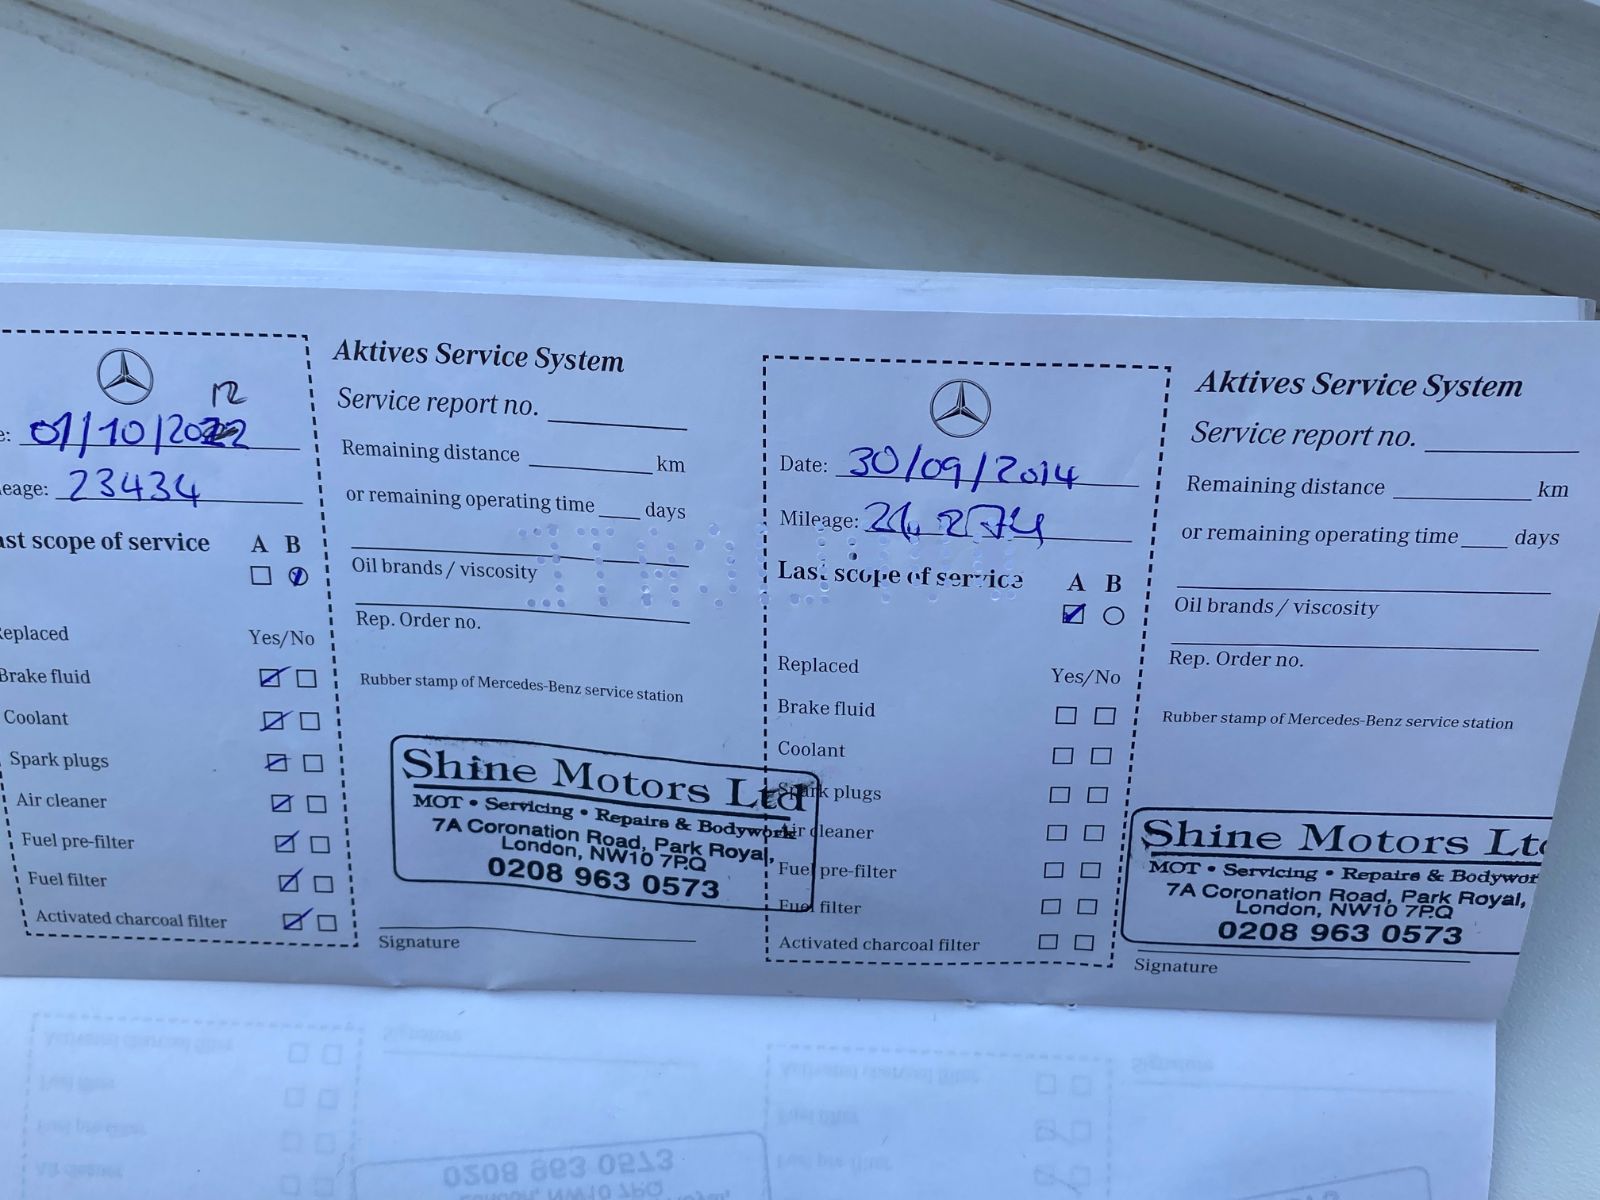 12
e: 01/10/2022
eage: 23434
ast scope of service A B
eplaced Yes/No
Brake fluid
Coolant
Spark plugs
Air cleaner
Fuel pre-filter
Fuel filter
Activated charcoal filter
Aktives Service System
Service report no.
Remaining distance km
or remaining operating time days
Oil brands / viscosity
Rep. Order no.
Rubber stamp of Mercedes-Benz service station
Shine Motors Ltd
MOT • Servicing • Repairs & Bodywork
7A Coronation Road, Park Royal,
London, NW10 7PQ
0208 963 0573
Signature
Date: 30/09/2014
Mileage:
Last scope of service A B
Replaced Yes/No
Brake fluid
Coolant
Spark plugs
Air cleaner
Fuel pre-filter
Fuel filter
Activated charcoal filter
Aktives Service System
Service report no.
Remaining distance km
or remaining operating time days
Oil brands / viscosity
Rep. Order no.
Rubber stamp of Mercedes-Benz service station
Shine Motors Ltd
MOT • Servicing • Repairs & Bodywor
7A Coronation Road, Park Royal,
London, NW10 7PQ
0208 963 0573
Signature